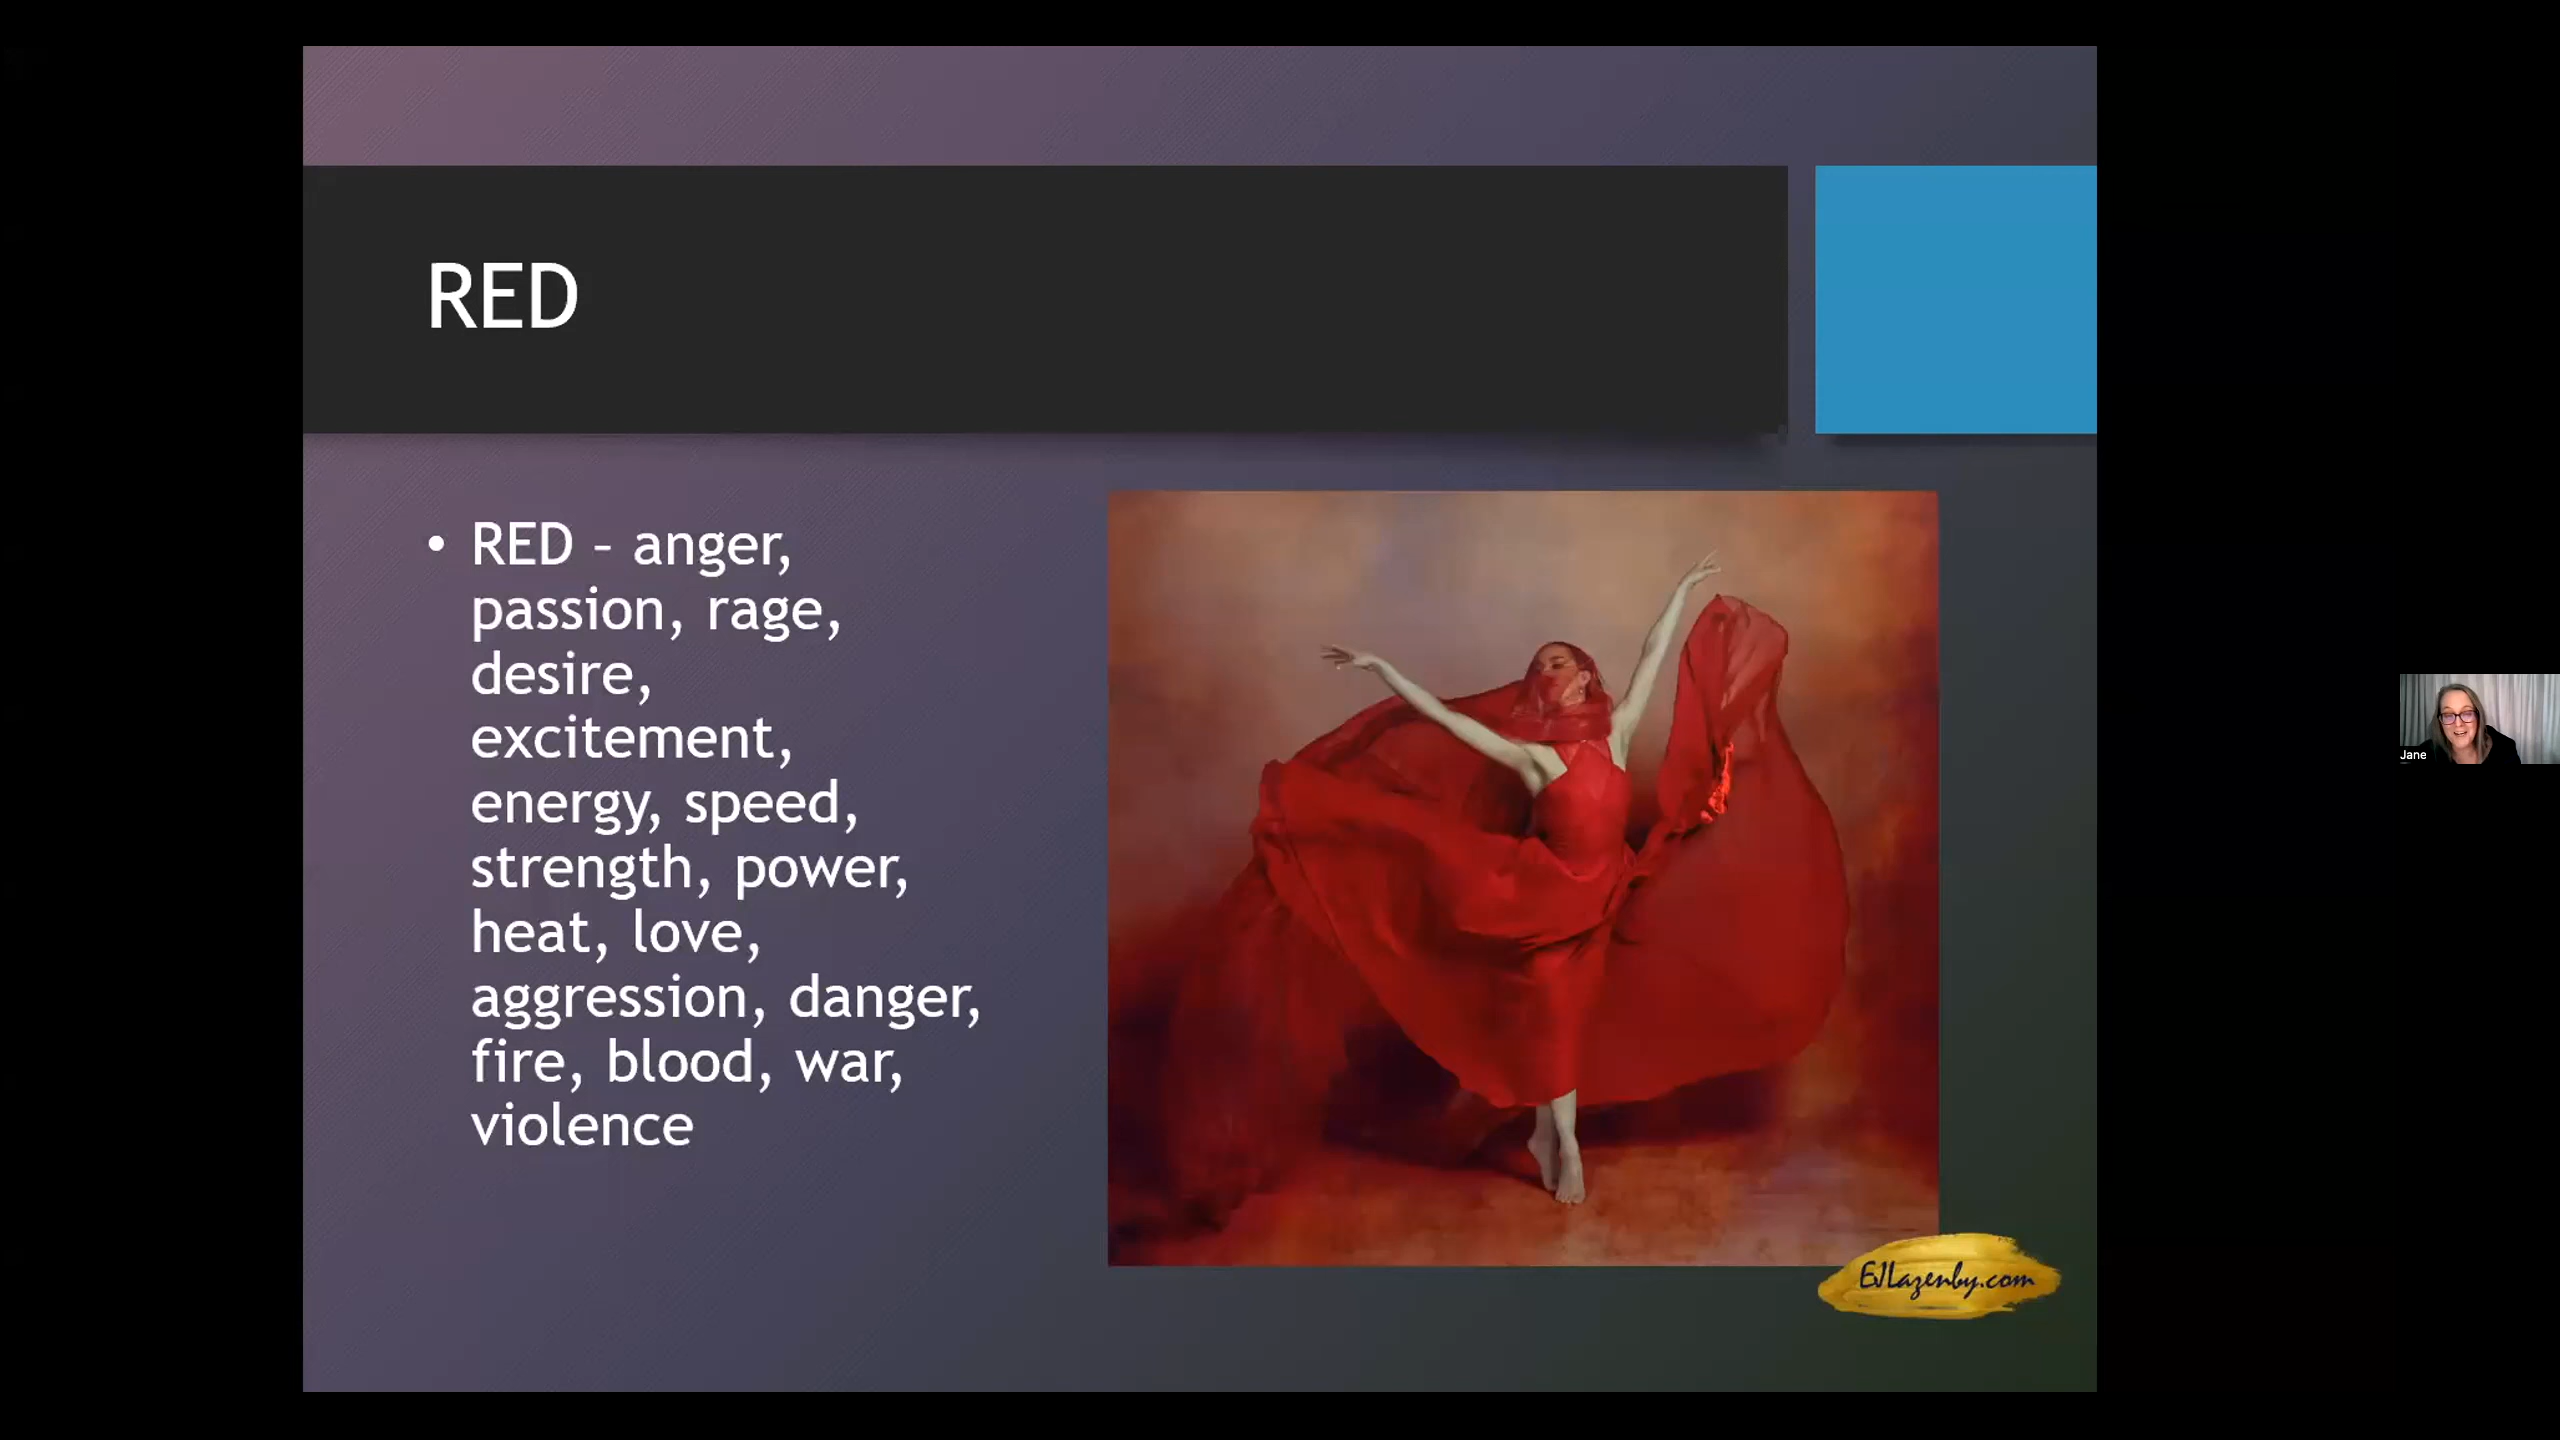 RED
• RED – anger,
passion, rage,
desire,
excitement,
energy, speed,
strength, power,
heat, love,
aggression, danger,
fire, blood, war,
violence
EJLazenby.com
Jane